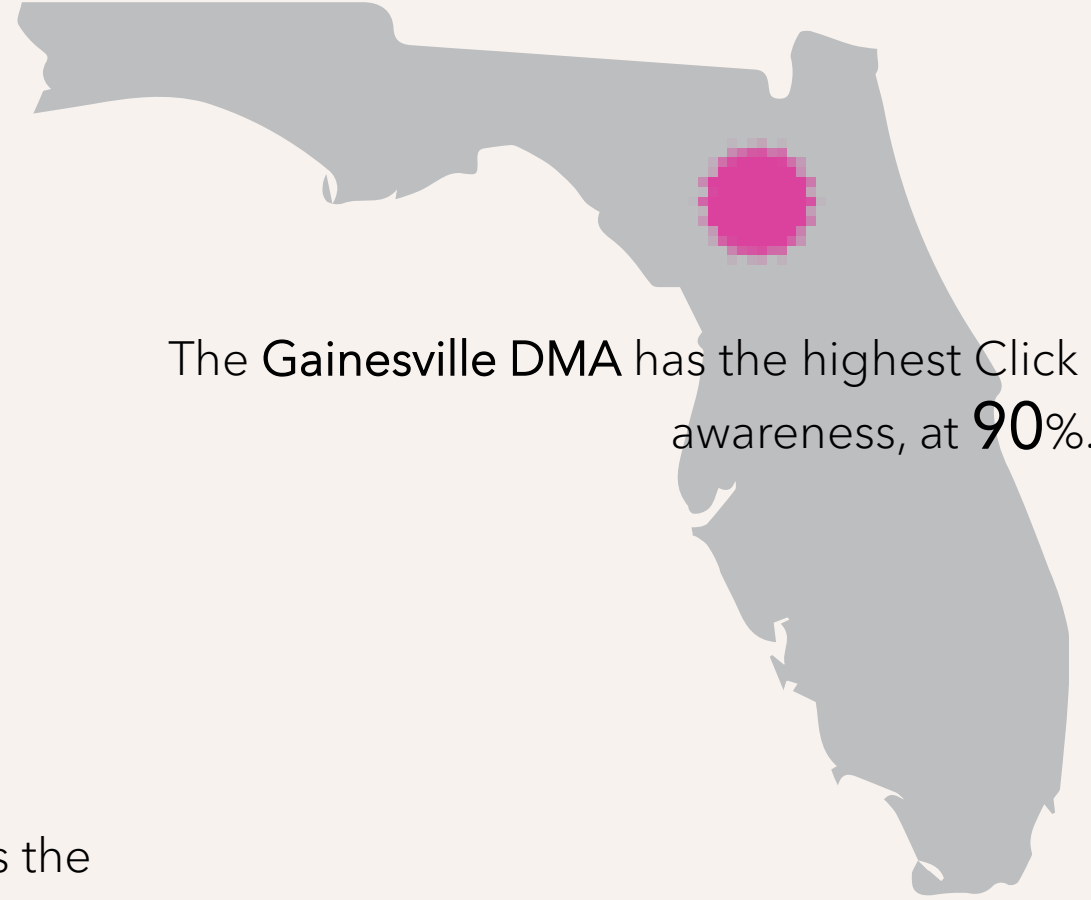 The Gainesville DMA has the highest Click
awareness, at 90%.
s the